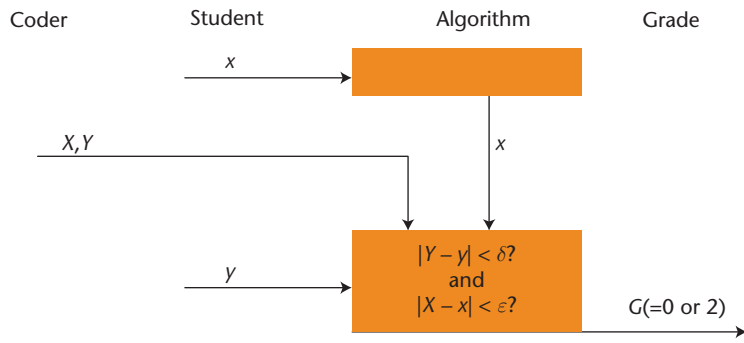 Coder Student Algorithm Grade
x
X,Y
x
|Y – y| < δ?
and
y
|X – x| < ε?
G(=0 or 2)